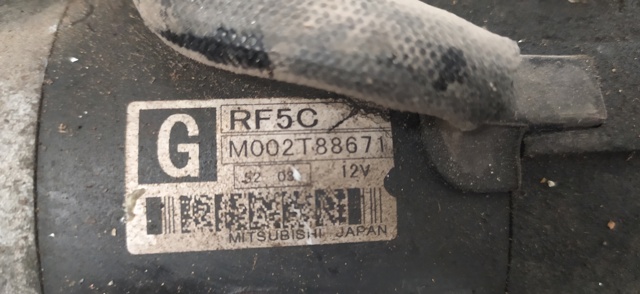 G
RF5C
M002T88671
12V
MITSUBISHI JAPAN